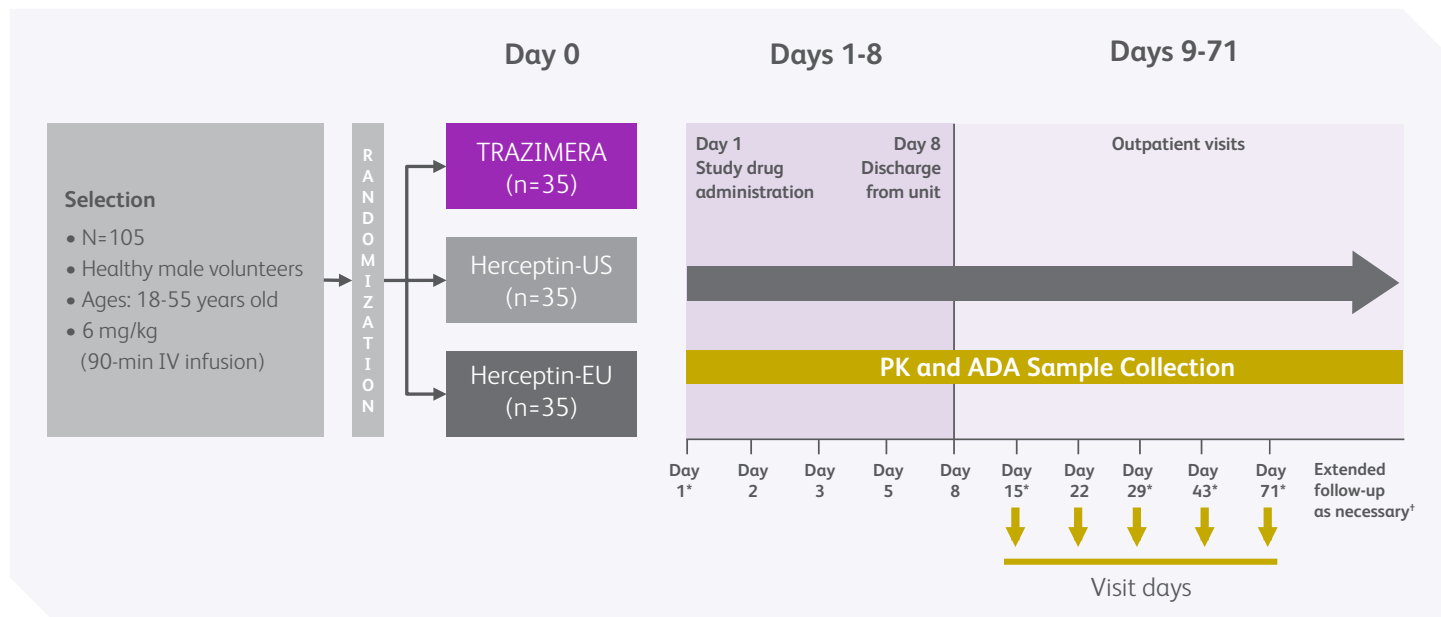 Day 0
Days 1-8
Days 9-71
Selection
• N=105
• Healthy male volunteers
• Ages: 18-55 years old
• 6 mg/kg
(90-min IV infusion)
RANDOMIZATION
TRAZIMERA
(n=35)
Herceptin-US
(n=35)
Herceptin-EU
(n=35)
Day 1
Study drug
administration
Day 8
Discharge
from unit
Outpatient visits
PK and ADA Sample Collection
Day
1*
Day
2
Day
3
Day
5
Day
8
Day
15*
Day
22
Day
29*
Day
43*
Day
71*
Extended
follow-up
as necessary†
Visit days